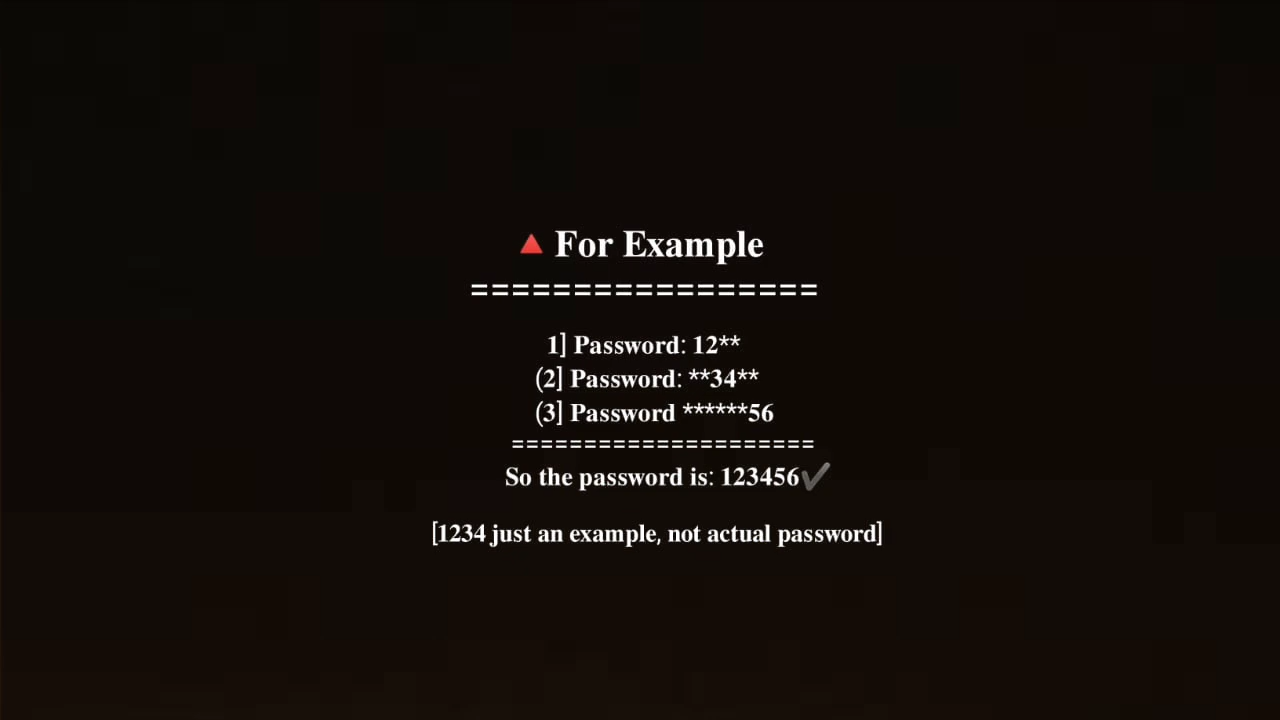 🔺For Example
=================
1] Password: 12**
(2] Password: **34**
(3] Password ******56
=====================
So the password is: 123456✔️
[1234 just an example, not actual password]